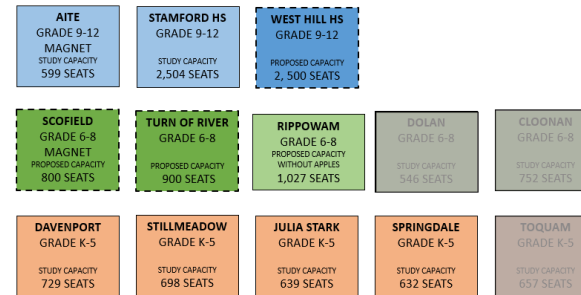 AITE
GRADE 9-12
MAGNET
STUDY CAPACITY
599 SEATS
STAMFORD HS
GRADE 9-12
STUDY CAPACITY
2,504 SEATS
WEST HILL HS
GRADE 9-12
PROPOSED CAPACITY
2, 500 SEATS
SCOFIELD
GRADE 6-8
MAGNET
PROPOSED CAPACITY
800 SEATS
TURN OF RIVER
GRADE 6-8
PROPOSED CAPACITY
900 SEATS
RIPPOWAM
GRADE 6-8
PROPOSED CAPACITY
WITHOUT APPLES
1,027 SEATS
DOLAN
GRADE 6-8
STUDY CAPACITY
546 SEATS
CLOONAN
GRADE 6-8
STUDY CAPACITY
752 SEATS
DAVENPORT
GRADE K-5
STUDY CAPACITY
729 SEATS
STILLMEADOW
GRADE K-5
STUDY CAPACITY
698 SEATS
JULIA STARK
GRADE K-5
STUDY CAPACITY
639 SEATS
SPRINGDALE
GRADE K-5
STUDY CAPACITY
632 SEATS
TOQUAM
GRADE K-5
STUDY CAPACITY
657 SEATS